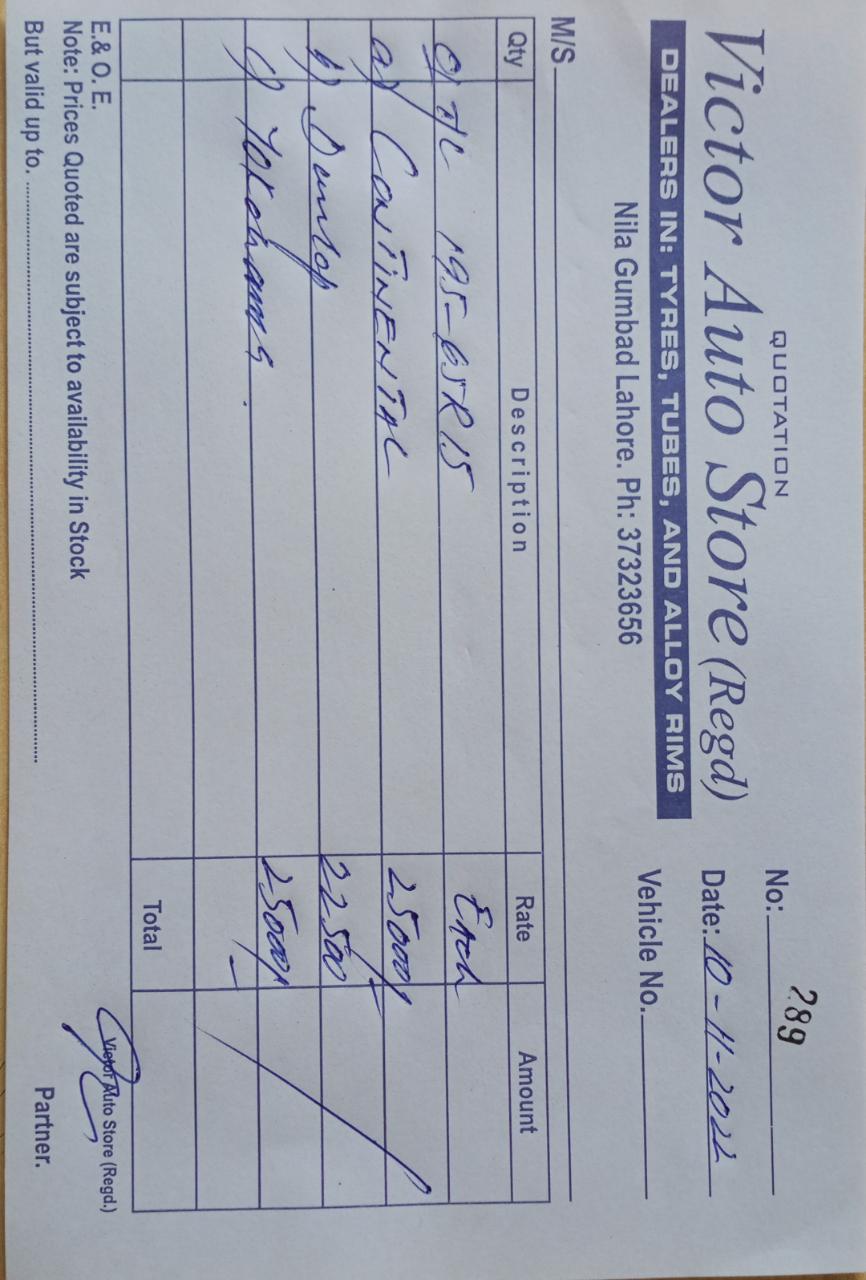 QUOTATION
Victor Auto Store (Regd)
DEALERS IN: TYRES, TUBES, AND ALLOY RIMS
Nila Gumbad Lahore. Ph: 37323656
No: 289
Date: 10-11-2022
Vehicle No.
M/S
Qty Description Rate Amount
T/C 195-65R15 Each
a) CONTINENTAL 25000/-
b) Dunlop 22500
c) Yokohama 25000/-
Total
E.& O. E.
Note: Prices Quoted are subject to availability in Stock
But valid up to.
Victor Auto Store (Regd.)
Partner.